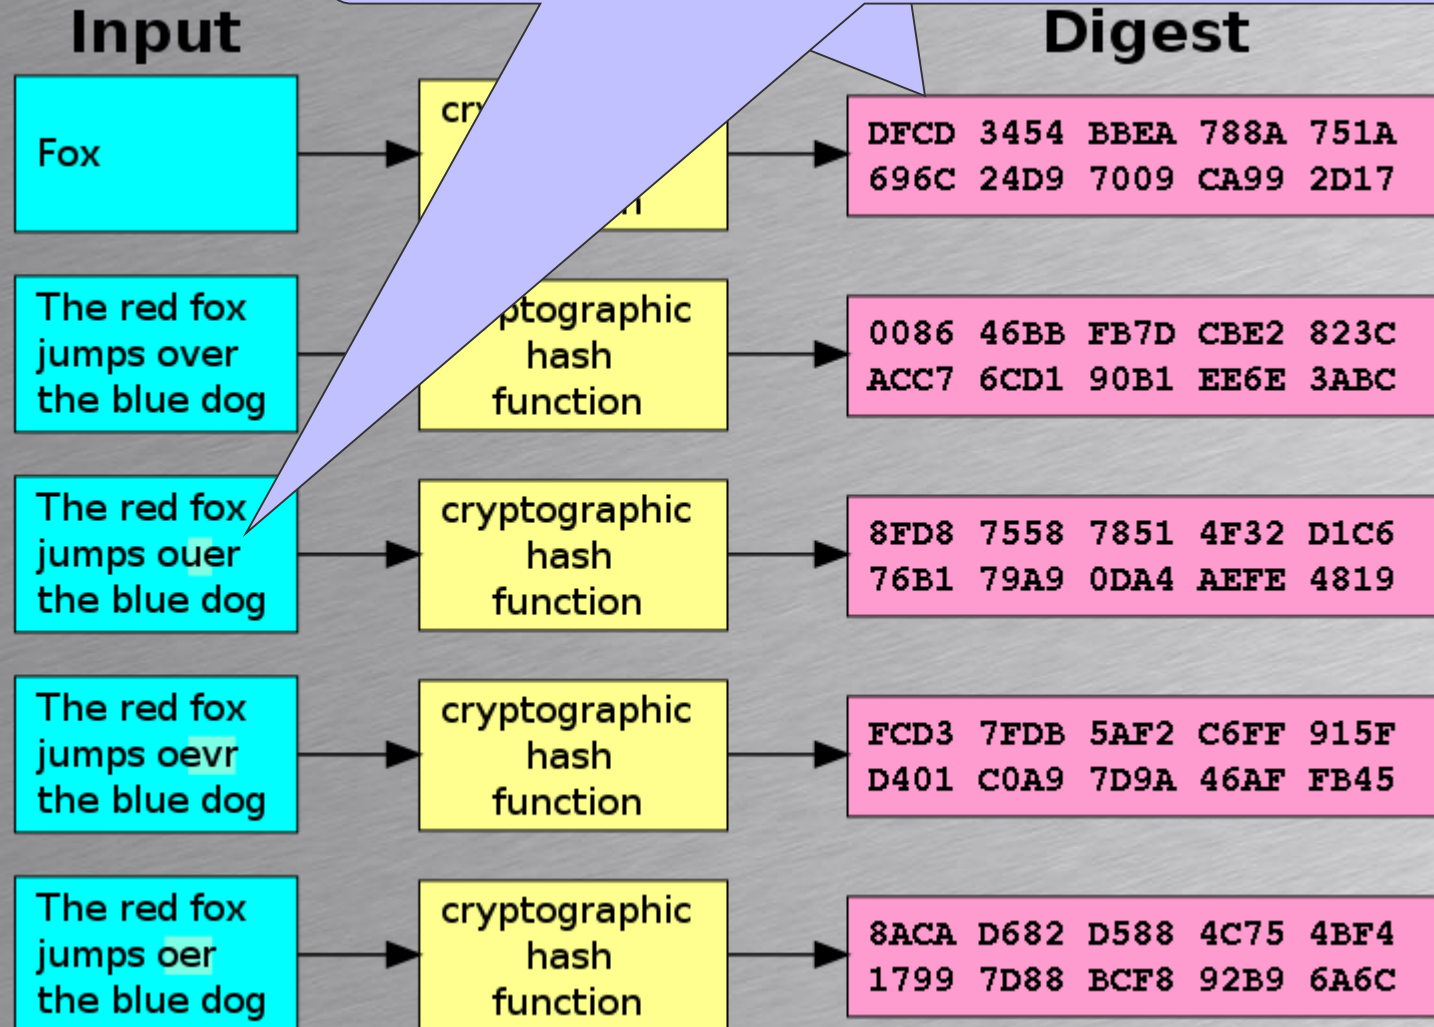 Input
Digest
Fox
DFCD 3454 BBEA 788A 751A
696C 24D9 7009 CA99 2D17
The red fox
jumps over
the blue dog
hash
function
0086 46BB FB7D CBE2 823C
ACC7 6CD1 90B1 EE6E 3ABC
The red fox
jumps ouer
the blue dog
cryptographic
hash
function
8FD8 7558 7851 4F32 D1C6
76B1 79A9 0DA4 AEFE 4819
The red fox
jumps oevr
the blue dog
cryptographic
hash
function
FCD3 7FDB 5AF2 C6FF 915F
D401 C0A9 7D9A 46AF FB45
The red fox
jumps oer
the blue dog
cryptographic
hash
function
8ACA D682 D588 4C75 4BF4
1799 7D88 BCF8 92B9 6A6C